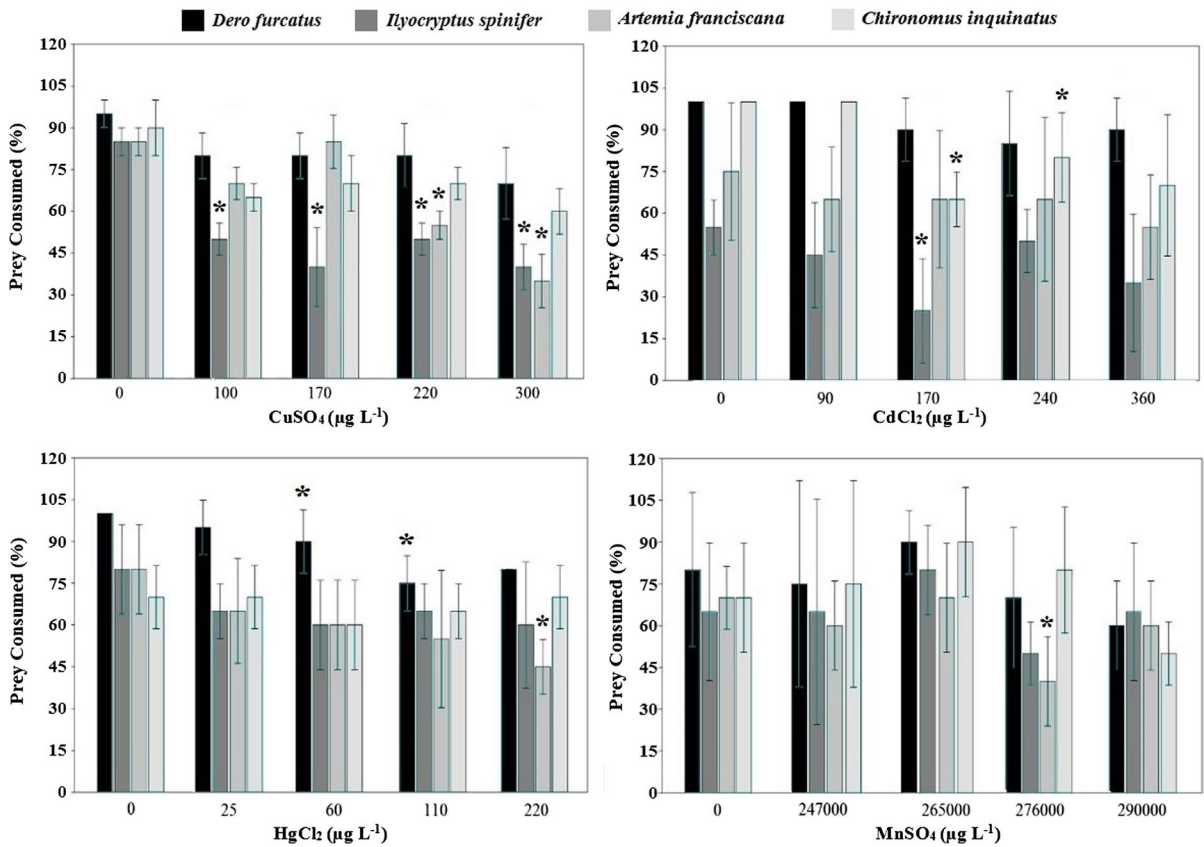 Dero furcatus Ilyocryptus spinifer Artemia franciscana Chironomus inquinatus
120
105
90
75
60
45
30
15
0
Prey Consumed (%)
* * * * * *
0 100 170 220 300
CuSO₄ (µg L⁻¹)
120
105
90
75
60
45
30
15
0
Prey Consumed (%)
* * *
0 90 170 240 360
CdCl₂ (µg L⁻¹)
120
105
90
75
60
45
30
15
0
Prey Consumed (%)
* * *
0 25 60 110 220
HgCl₂ (µg L⁻¹)
120
105
90
75
60
45
30
15
0
Prey Consumed (%)
*
0 247000 265000 276000 290000
MnSO₄ (µg L⁻¹)